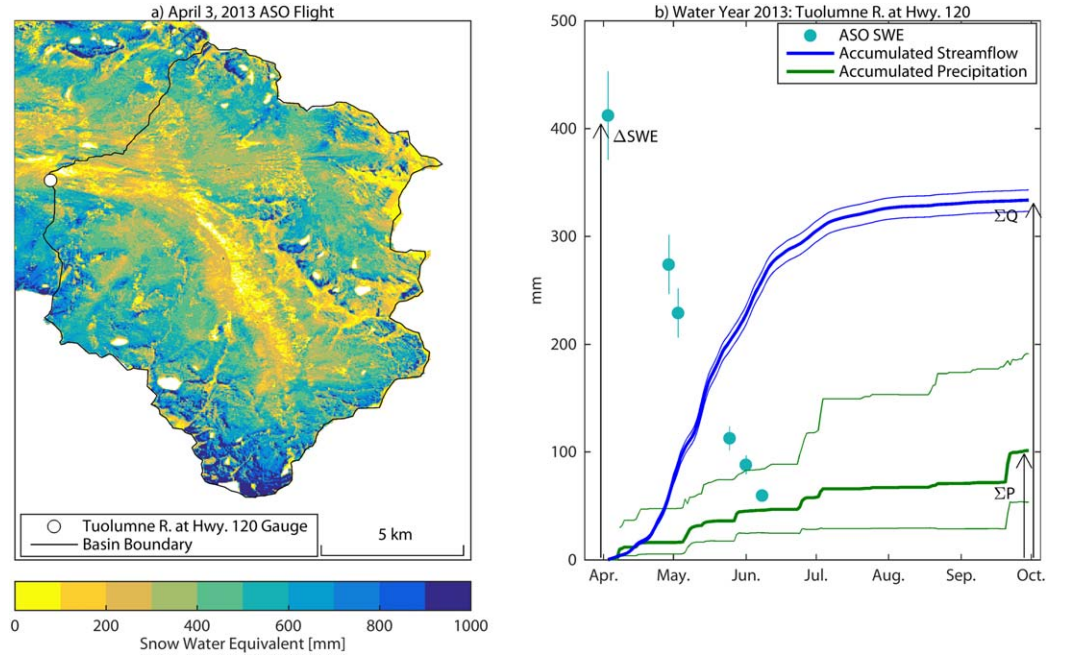 a) April 3, 2013 ASO Flight
Tuolumne R. at Hwy. 120 Gauge
Basin Boundary
5 km
0 200 400 600 800 1000
Snow Water Equivalent [mm]
b) Water Year 2013: Tuolumne R. at Hwy. 120
ASO SWE
Accumulated Streamflow
Accumulated Precipitation
500
400
300
200
100
0
mm
ΔSWE
ΣQ
ΣP
Apr. May. Jun. Jul. Aug. Sep. Oct.